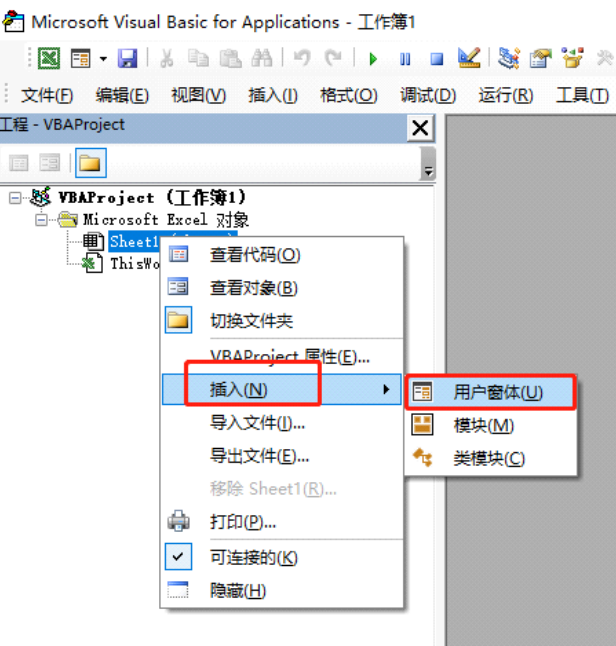 Microsoft Visual Basic for Applications - 工作簿1
文件(F) 编辑(E) 视图(V) 插入(I) 格式(O) 调试(D) 运行(R) 工具(T)
工程 - VBAProject
VBAProject (工作簿1)
Microsoft Excel 对象
Sheet1
ThisWo
查看代码(O)
查看对象(B)
切换文件夹
VBAProject 属性(E)...
插入(N)
用户窗体(U)
模块(M)
类模块(C)
导入文件(I)...
导出文件(E)...
移除 Sheet1(R)...
打印(P)...
可连接的(K)
隐藏(H)